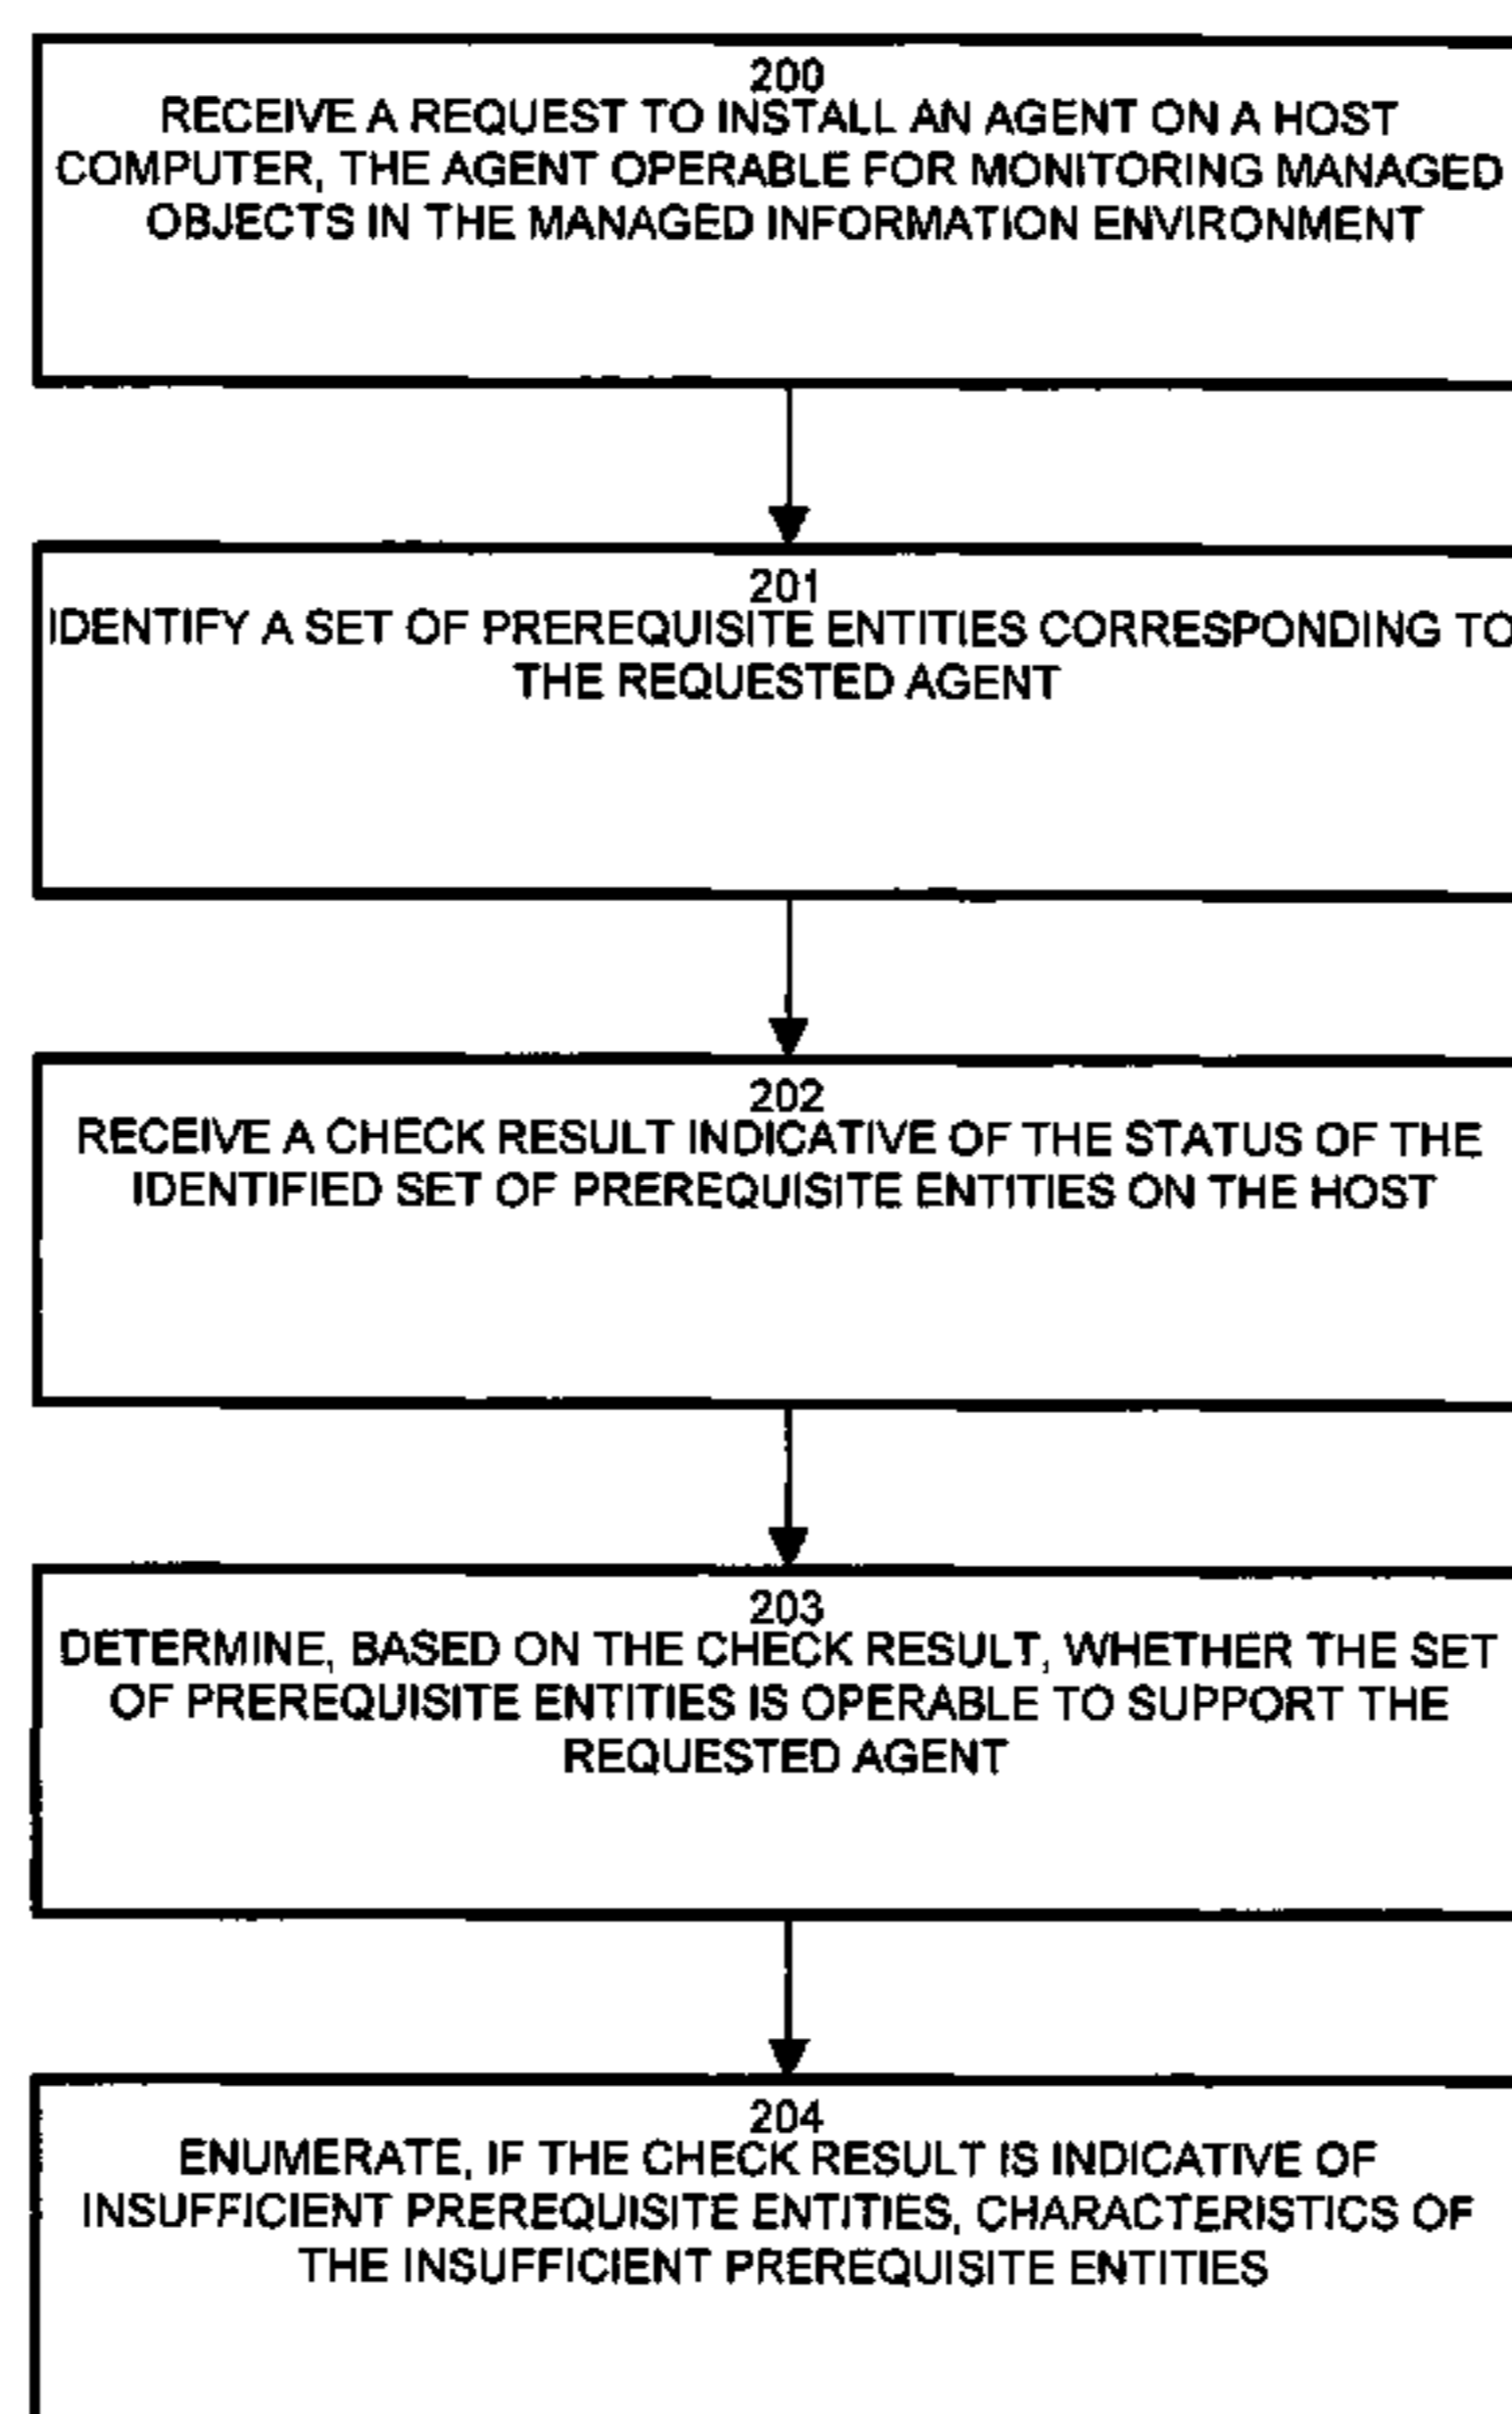 200
RECEIVE A REQUEST TO INSTALL AN AGENT ON A HOST
COMPUTER, THE AGENT OPERABLE FOR MONITORING MANAGED
OBJECTS IN THE MANAGED INFORMATION ENVIRONMENT
201
IDENTIFY A SET OF PREREQUISITE ENTITIES CORRESPONDING TO
THE REQUESTED AGENT
202
RECEIVE A CHECK RESULT INDICATIVE OF THE STATUS OF THE
IDENTIFIED SET OF PREREQUISITE ENTITIES ON THE HOST
203
DETERMINE, BASED ON THE CHECK RESULT, WHETHER THE SET
OF PREREQUISITE ENTITIES IS OPERABLE TO SUPPORT THE
REQUESTED AGENT
204
ENUMERATE, IF THE CHECK RESULT IS INDICATIVE OF
INSUFFICIENT PREREQUISITE ENTITIES, CHARACTERISTICS OF
THE INSUFFICIENT PREREQUISITE ENTITIES